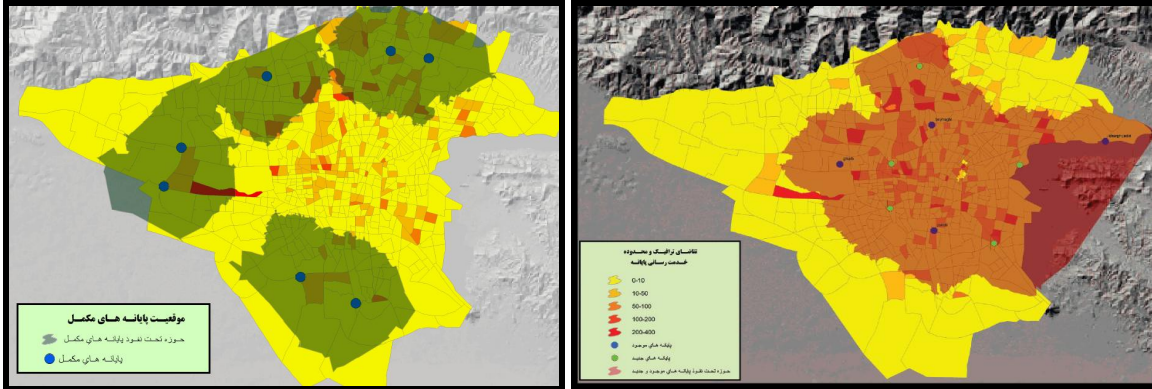 موقعیت پایانه های مکمل
حوزه تحت نفوذ پایانه های مکمل
پایانه های مکمل
تقاضای ترافیک و محدوده
خدمت رسانی پایانه
0-10
10-50
50-100
100-200
200-400
پایانه های موجود
پایانه های جدید
حوزه تحت نفوذ پایانه های موجود و جدید